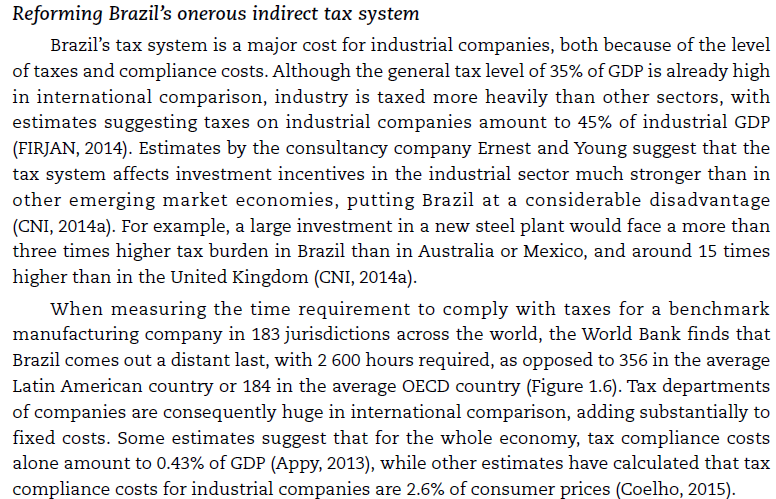 Reforming Brazil's onerous indirect tax system
Brazil's tax system is a major cost for industrial companies, both because of the level
of taxes and compliance costs. Although the general tax level of 35% of GDP is already high
in international comparison, industry is taxed more heavily than other sectors, with
estimates suggesting taxes on industrial companies amount to 45% of industrial GDP
(FIRJAN, 2014). Estimates by the consultancy company Ernest and Young suggest that the
tax system affects investment incentives in the industrial sector much stronger than in
other emerging market economies, putting Brazil at a considerable disadvantage
(CNI, 2014a). For example, a large investment in a new steel plant would face a more than
three times higher tax burden in Brazil than in Australia or Mexico, and around 15 times
higher than in the United Kingdom (CNI, 2014a).
When measuring the time requirement to comply with taxes for a benchmark
manufacturing company in 183 jurisdictions across the world, the World Bank finds that
Brazil comes out a distant last, with 2 600 hours required, as opposed to 356 in the average
Latin American country or 184 in the average OECD country (Figure 1.6). Tax departments
of companies are consequently huge in international comparison, adding substantially to
fixed costs. Some estimates suggest that for the whole economy, tax compliance costs
alone amount to 0.43% of GDP (Appy, 2013), while other estimates have calculated that tax
compliance costs for industrial companies are 2.6% of consumer prices (Coelho, 2015).